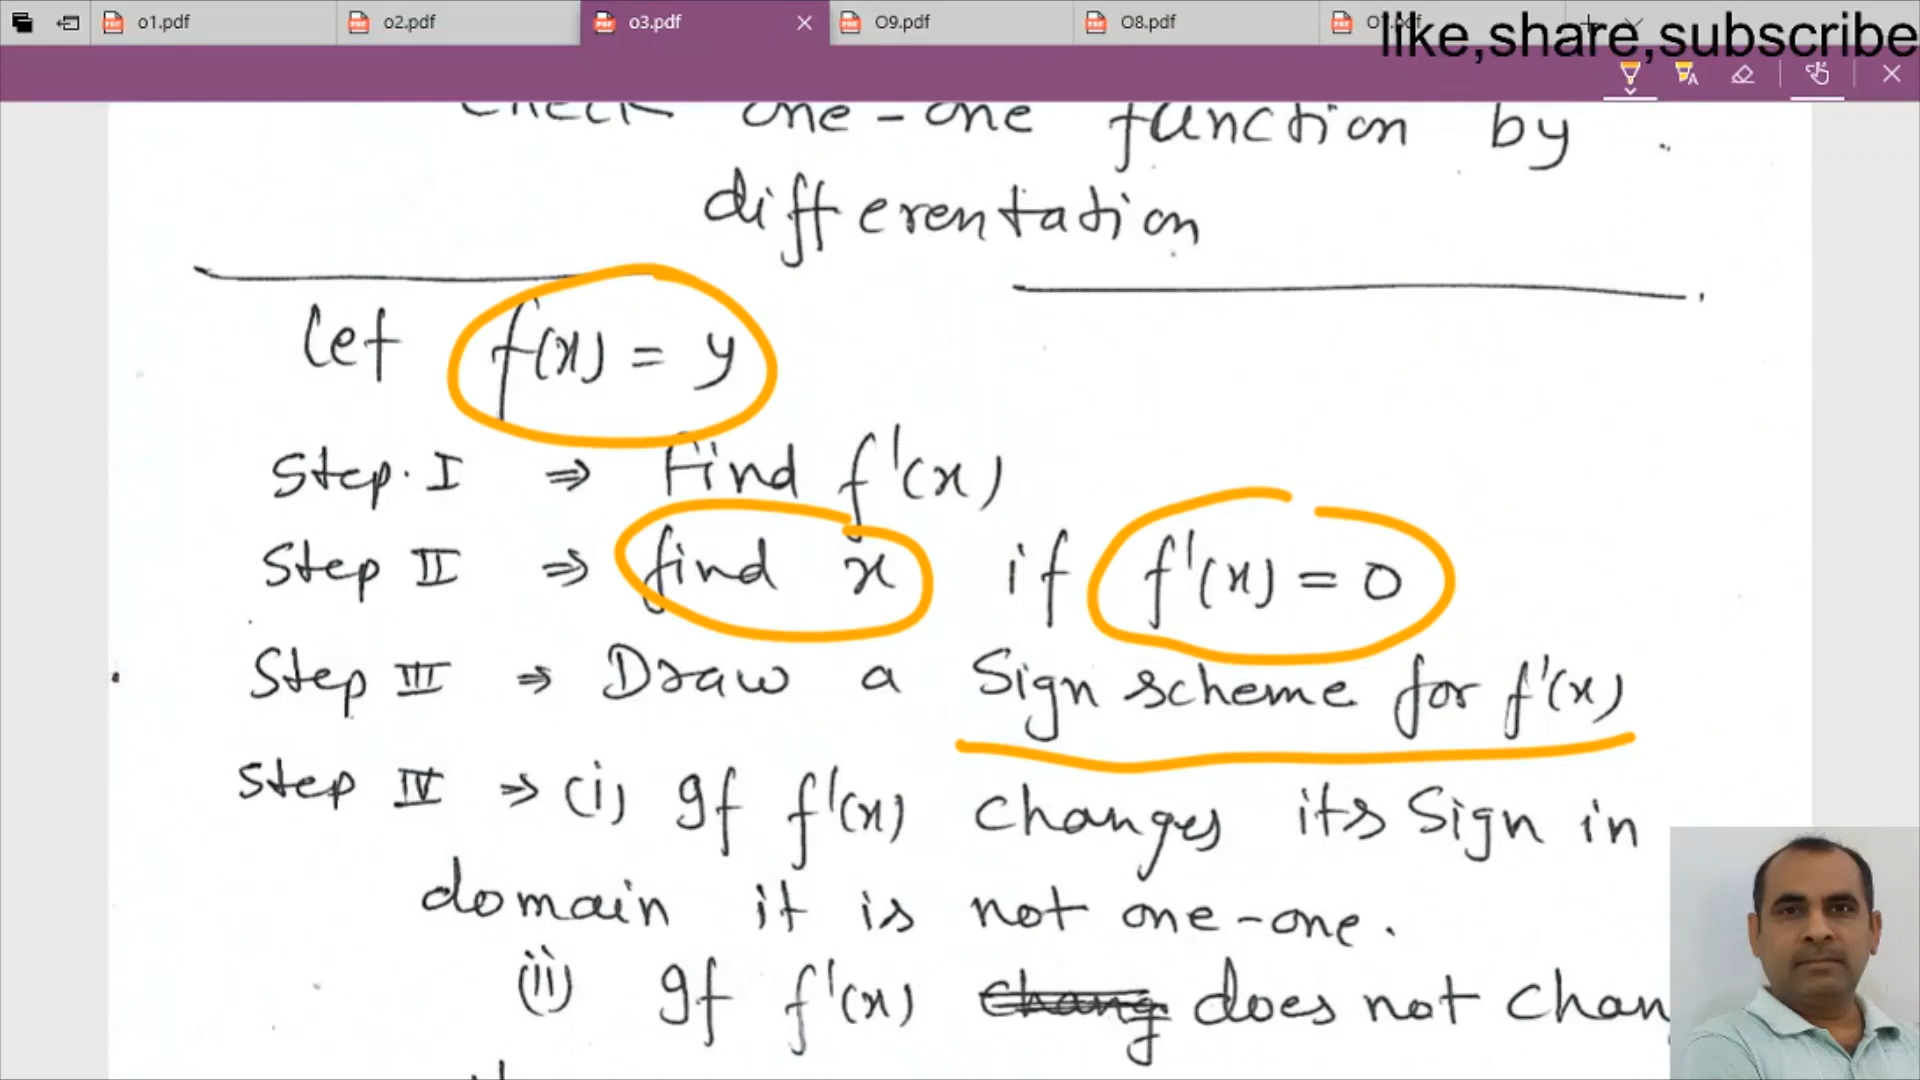 o1.pdf o2.pdf o3.pdf O9.pdf O8.pdf
like,share,subscribe
check one-one function by
differentation
Let f(x) = y
Step. I ⇒ Find f'(x)
Step II ⇒ find x if f'(x) = 0
Step III ⇒ Draw a Sign scheme for f'(x)
Step IV ⇒ (i) If f'(x) changes its Sign in
domain it is not one-one.
(ii) If f'(x) chang does not chan